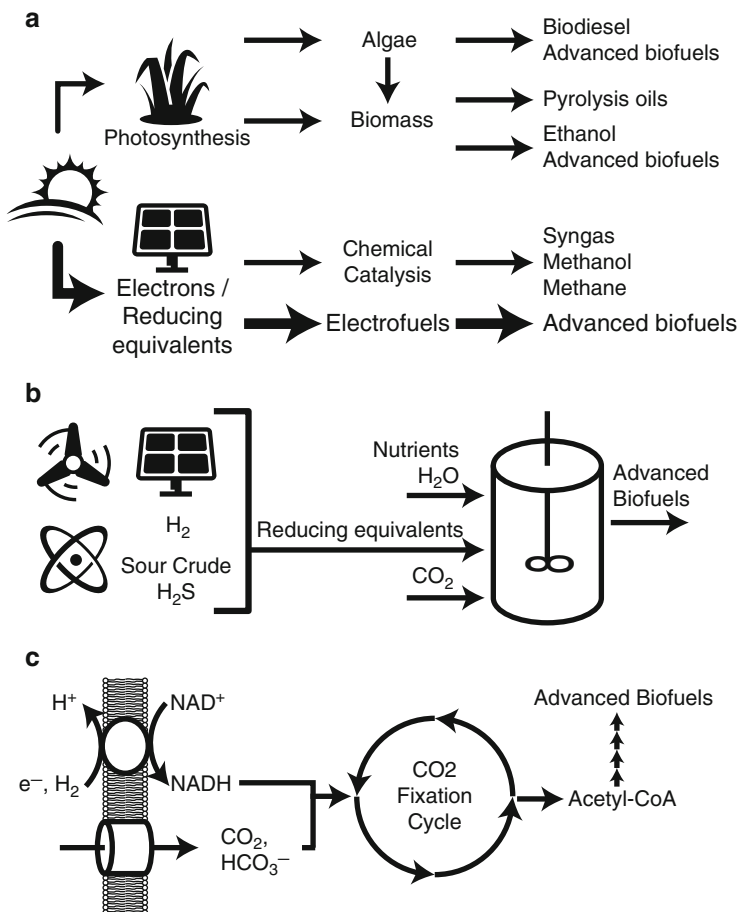 a
Photosynthesis
Algae
Biomass
Biodiesel
Advanced biofuels
Pyrolysis oils
Ethanol
Advanced biofuels
Electrons /
Reducing
equivalents
Chemical
Catalysis
Syngas
Methanol
Methane
Electrofuels
Advanced biofuels
b
H₂
Sour Crude
H₂S
Reducing equivalents
Nutrients
H₂O
CO₂
Advanced
Biofuels
c
H⁺
NAD⁺
e⁻, H₂
NADH
CO₂,
HCO₃⁻
CO2
Fixation
Cycle
Advanced Biofuels
Acetyl-CoA